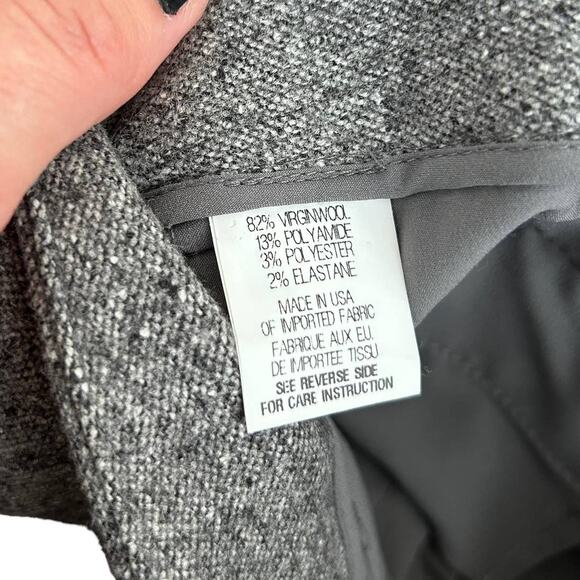 82% VIRGINWOOL
13% POLYAMIDE
3% POLYESTER
2% ELASTANE
MADE IN USA
OF IMPORTED FABRIC
FABRIQUE AUX EU.
DE IMPORTEE TISSU
SEE REVERSE SIDE
FOR CARE INSTRUCTION